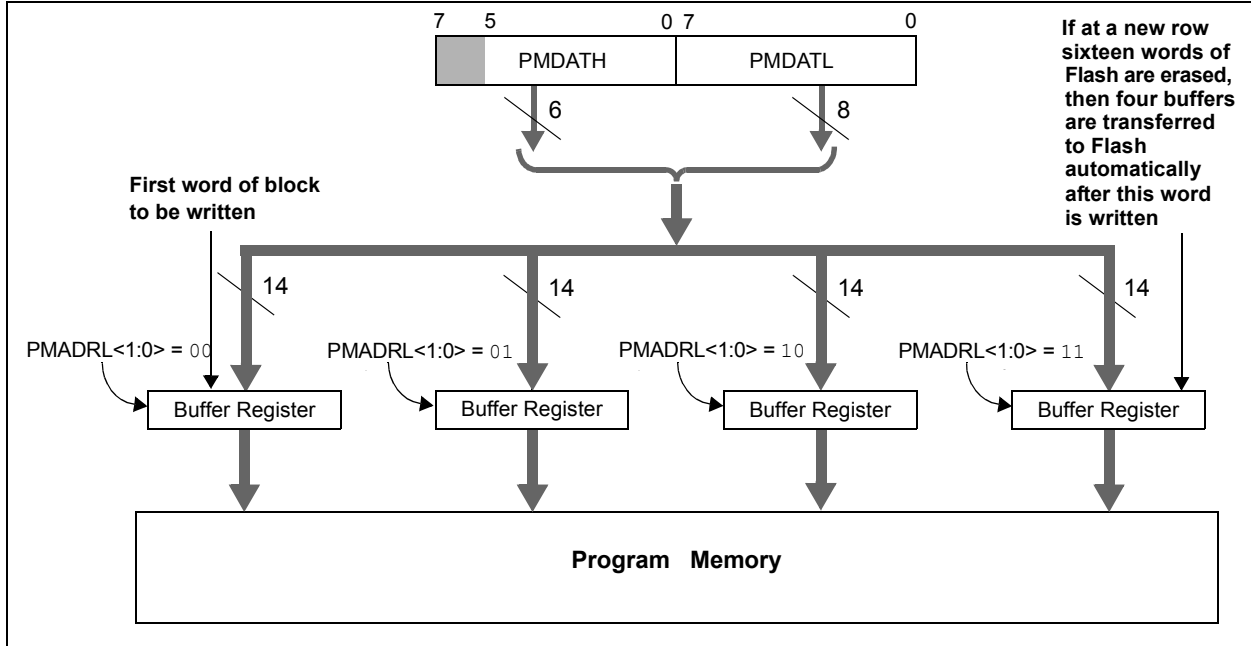 7 5 0 7 0
PMDATH PMDATL
6 8
If at a new row
sixteen words of
Flash are erased,
then four buffers
are transferred
to Flash
automatically
after this word
is written
First word of block
to be written
14 14 14 14
PMADRL<1:0> = 00
PMADRL<1:0> = 01
PMADRL<1:0> = 10
PMADRL<1:0> = 11
Buffer Register Buffer Register Buffer Register Buffer Register
Program Memory